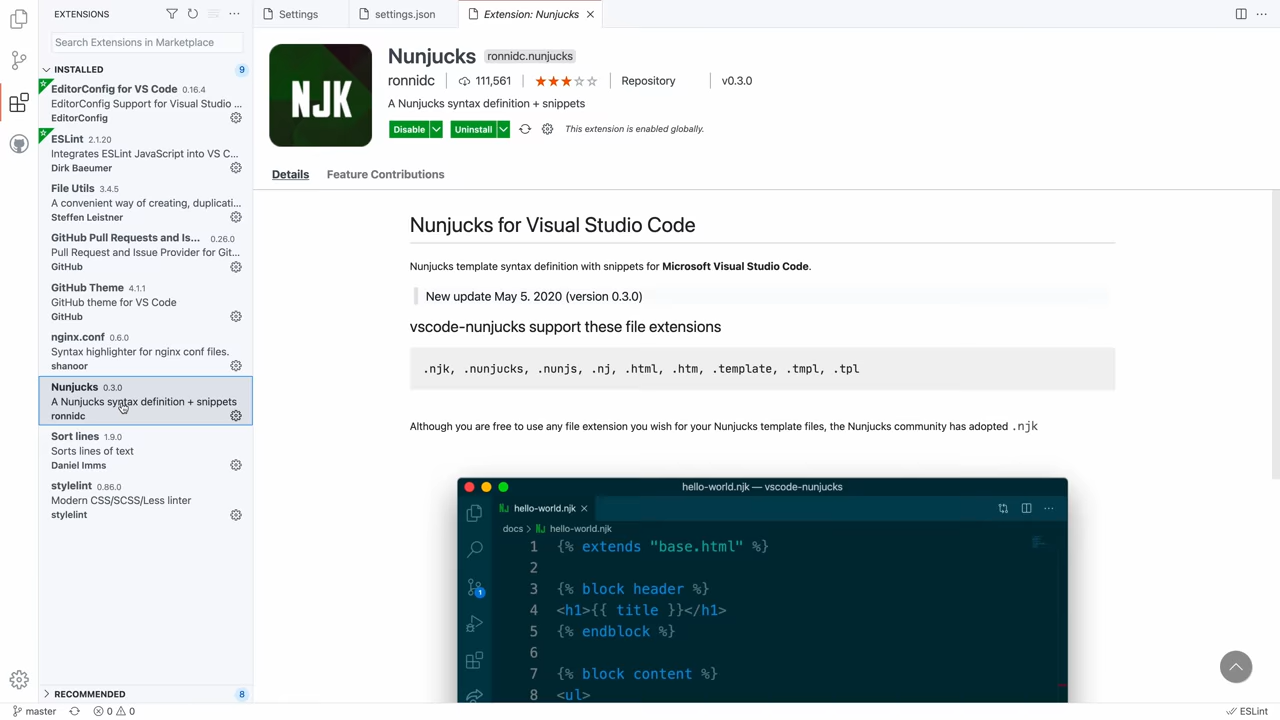 EXTENSIONS
Search Extensions in Marketplace
INSTALLED 9
EditorConfig for VS Code 0.16.4
EditorConfig Support for Visual Studio ...
EditorConfig
ESLint 2.1.20
Integrates ESLint JavaScript into VS C...
Dirk Baeumer
File Utils 3.4.5
A convenient way of creating, duplicati...
Steffen Leistner
GitHub Pull Requests and Is... 0.26.0
Pull Request and Issue Provider for Git...
GitHub
GitHub Theme 4.1.1
GitHub theme for VS Code
GitHub
nginx.conf 0.6.0
Syntax highlighter for nginx conf files.
shanoor
Nunjucks 0.3.0
A Nunjucks syntax definition + snippets
ronnidc
Sort lines 1.9.0
Sorts lines of text
Daniel Imms
stylelint 0.86.0
Modern CSS/SCSS/Less linter
stylelint
RECOMMENDED 8
Settings
settings.json
Extension: Nunjucks
NJK
Nunjucks ronnidc.nunjucks
ronnidc 111,561 Repository v0.3.0
A Nunjucks syntax definition + snippets
Disable Uninstall This extension is enabled globally.
Details Feature Contributions
Nunjucks for Visual Studio Code
Nunjucks template syntax definition with snippets for Microsoft Visual Studio Code.
New update May 5. 2020 (version 0.3.0)
vscode-nunjucks support these file extensions
.njk, .nunjucks, .nunjs, .nj, .html, .htm, .template, .tmpl, .tpl
Although you are free to use any file extension you wish for your Nunjucks template files, the Nunjucks community has adopted .njk
hello-world.njk — vscode-nunjucks
NJ hello-world.njk
docs > NJ hello-world.njk
1 {% extends "base.html" %}
2
3 {% block header %}
4 <h1>{{ title }}</h1>
5 {% endblock %}
6
7 {% block content %}
8 <ul>
1
master 0 0 ESLint